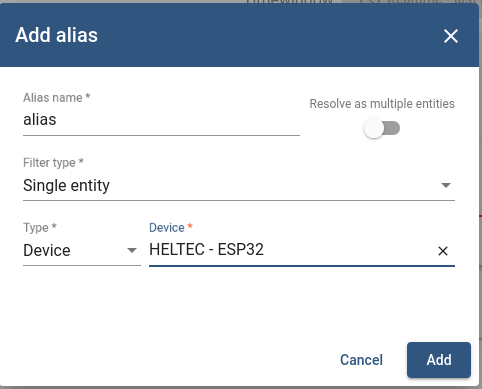 Add alias
Alias name *
alias
Resolve as multiple entities
Filter type *
Single entity
Type *
Device
Device *
HELTEC - ESP32
Cancel
Add